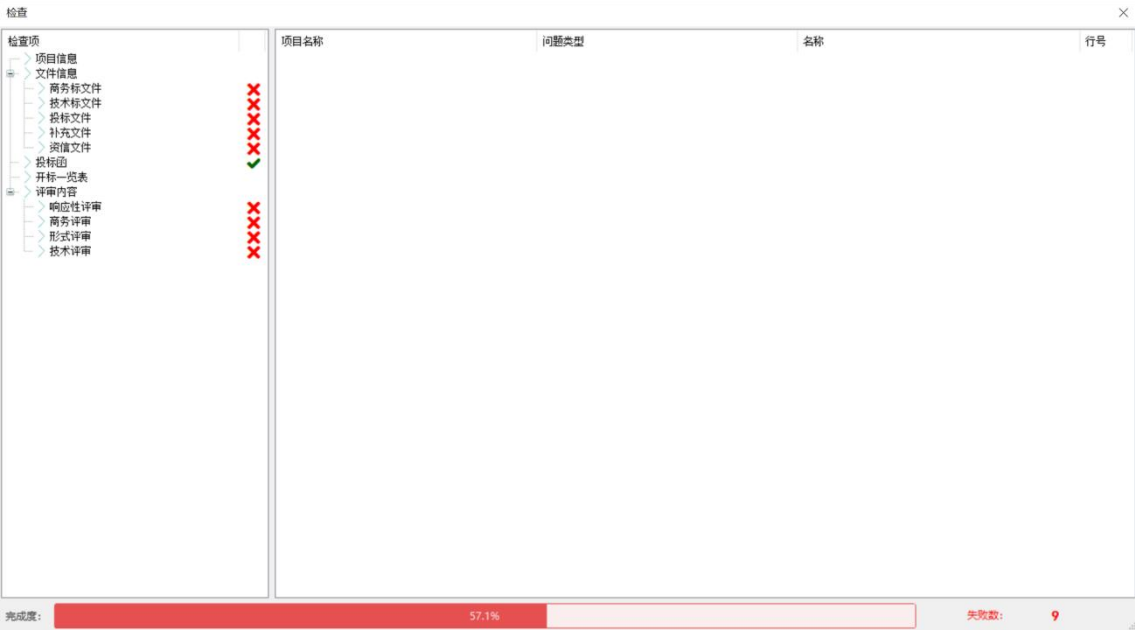 检查
检查项
项目信息
文件信息
商务标文件
技术标文件
投标文件
补充文件
资信文件
投标函
开标一览表
评审内容
响应性评审
商务评审
形式评审
技术评审
项目名称 问题类型 名称 行号
完成度: 57.1% 失败数: 9